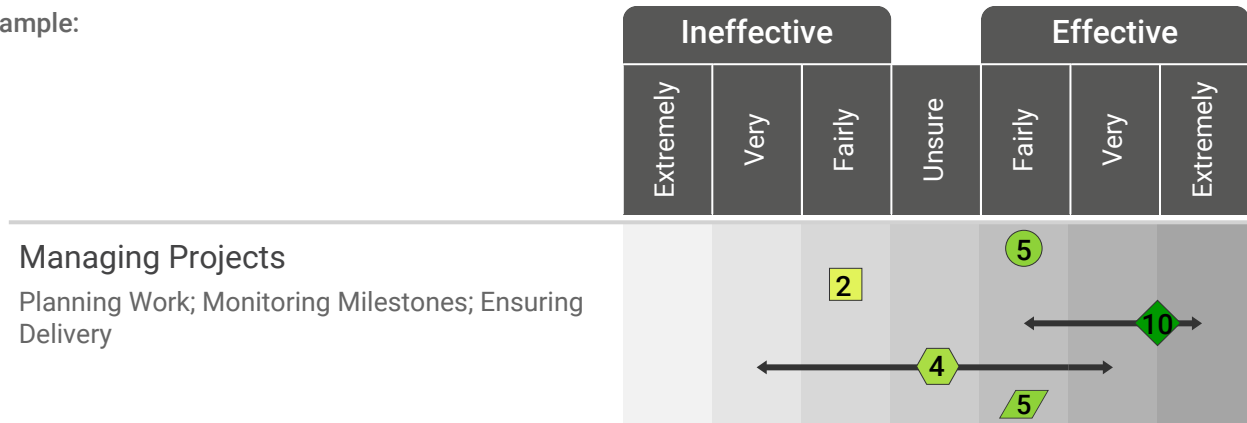 ample:
Ineffective
Effective
Extremely
Very
Fairly
Unsure
Fairly
Very
Extremely
Managing Projects
Planning Work; Monitoring Milestones; Ensuring
Delivery
5
2
10
4
5